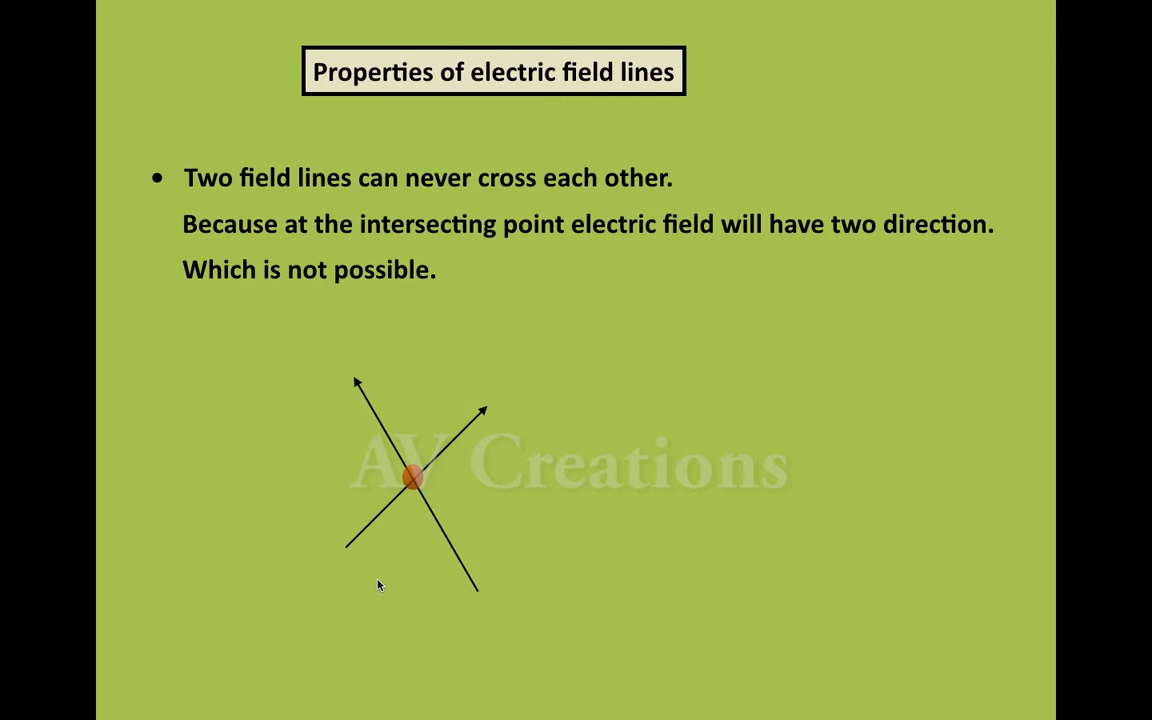 Properties of electric field lines
• Two field lines can never cross each other.
Because at the intersecting point electric field will have two direction.
Which is not possible.
AV Creations